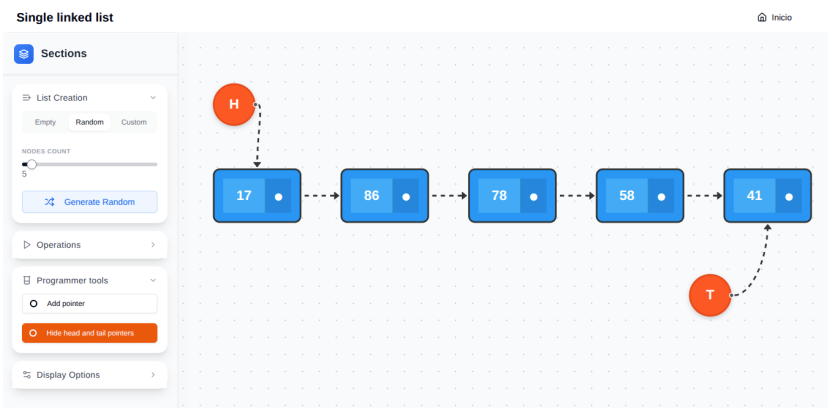 Single linked list
Inicio
Sections
List Creation
Empty Random Custom
NODES COUNT
5
Generate Random
Operations
Programmer tools
Add pointer
Hide head and tail pointers
Display Options
H
17 86 78 58 41
T